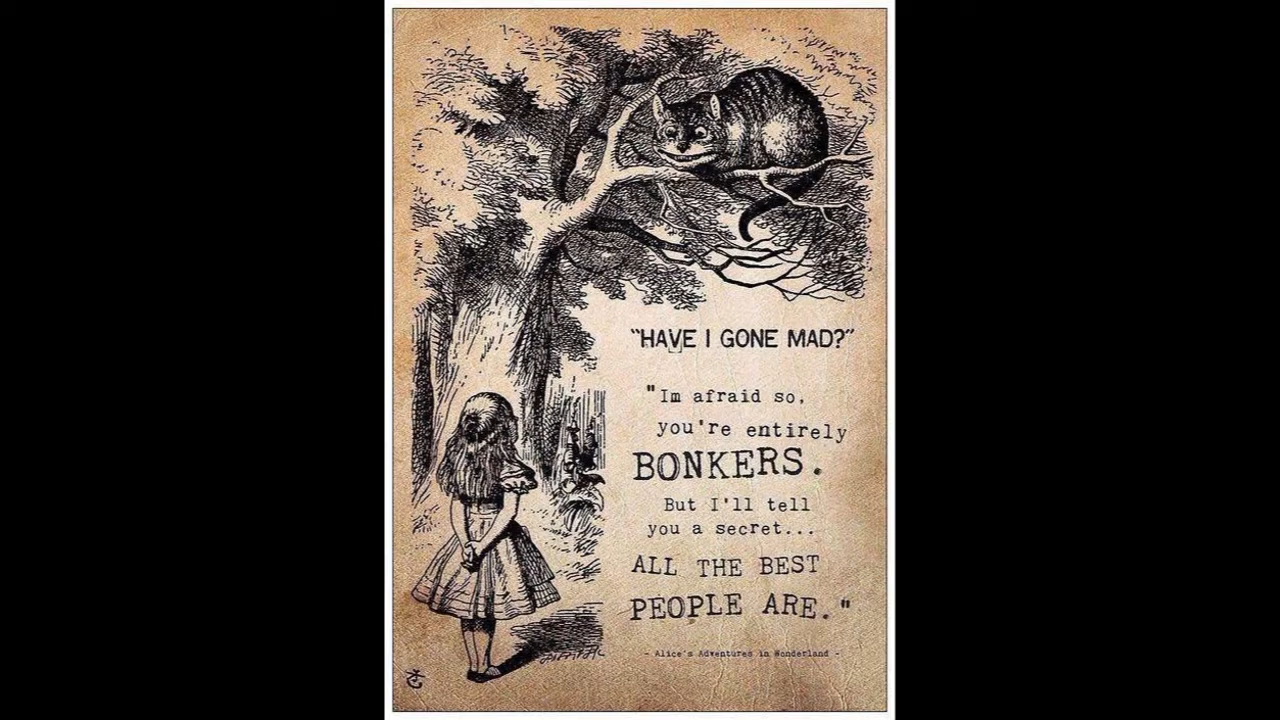 "HAVE I GONE MAD?"
"Im afraid so,
you're entirely
BONKERS.
But I'll tell
you a secret...
ALL THE BEST
PEOPLE ARE."
- Alice's Adventures in Wonderland -